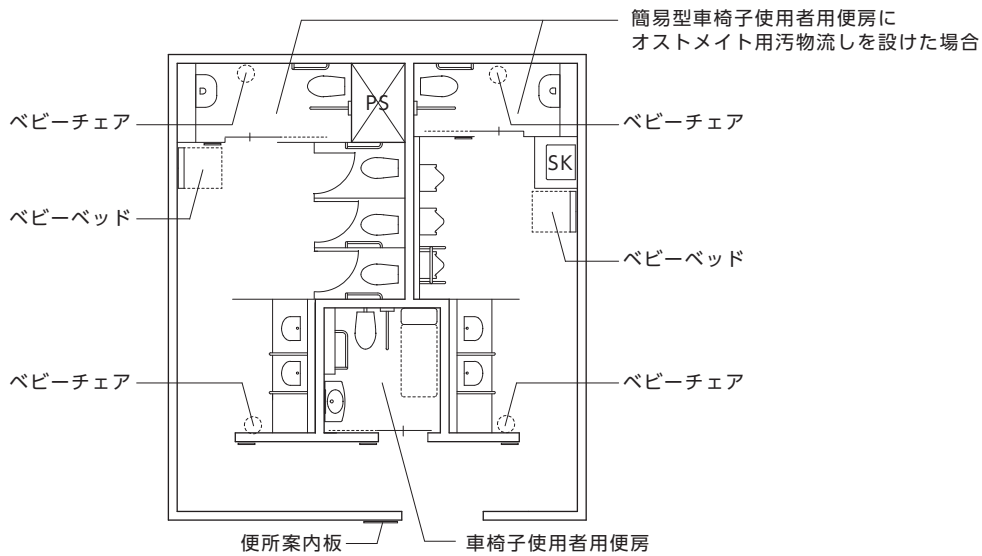 簡易型車椅子使用者用便房に
オストメイト用汚物流しを設けた場合
PS
ベビーチェア
ベビーチェア
SK
ベビーベッド
ベビーベッド
ベビーチェア
ベビーチェア
便所案内板
車椅子使用者用便房